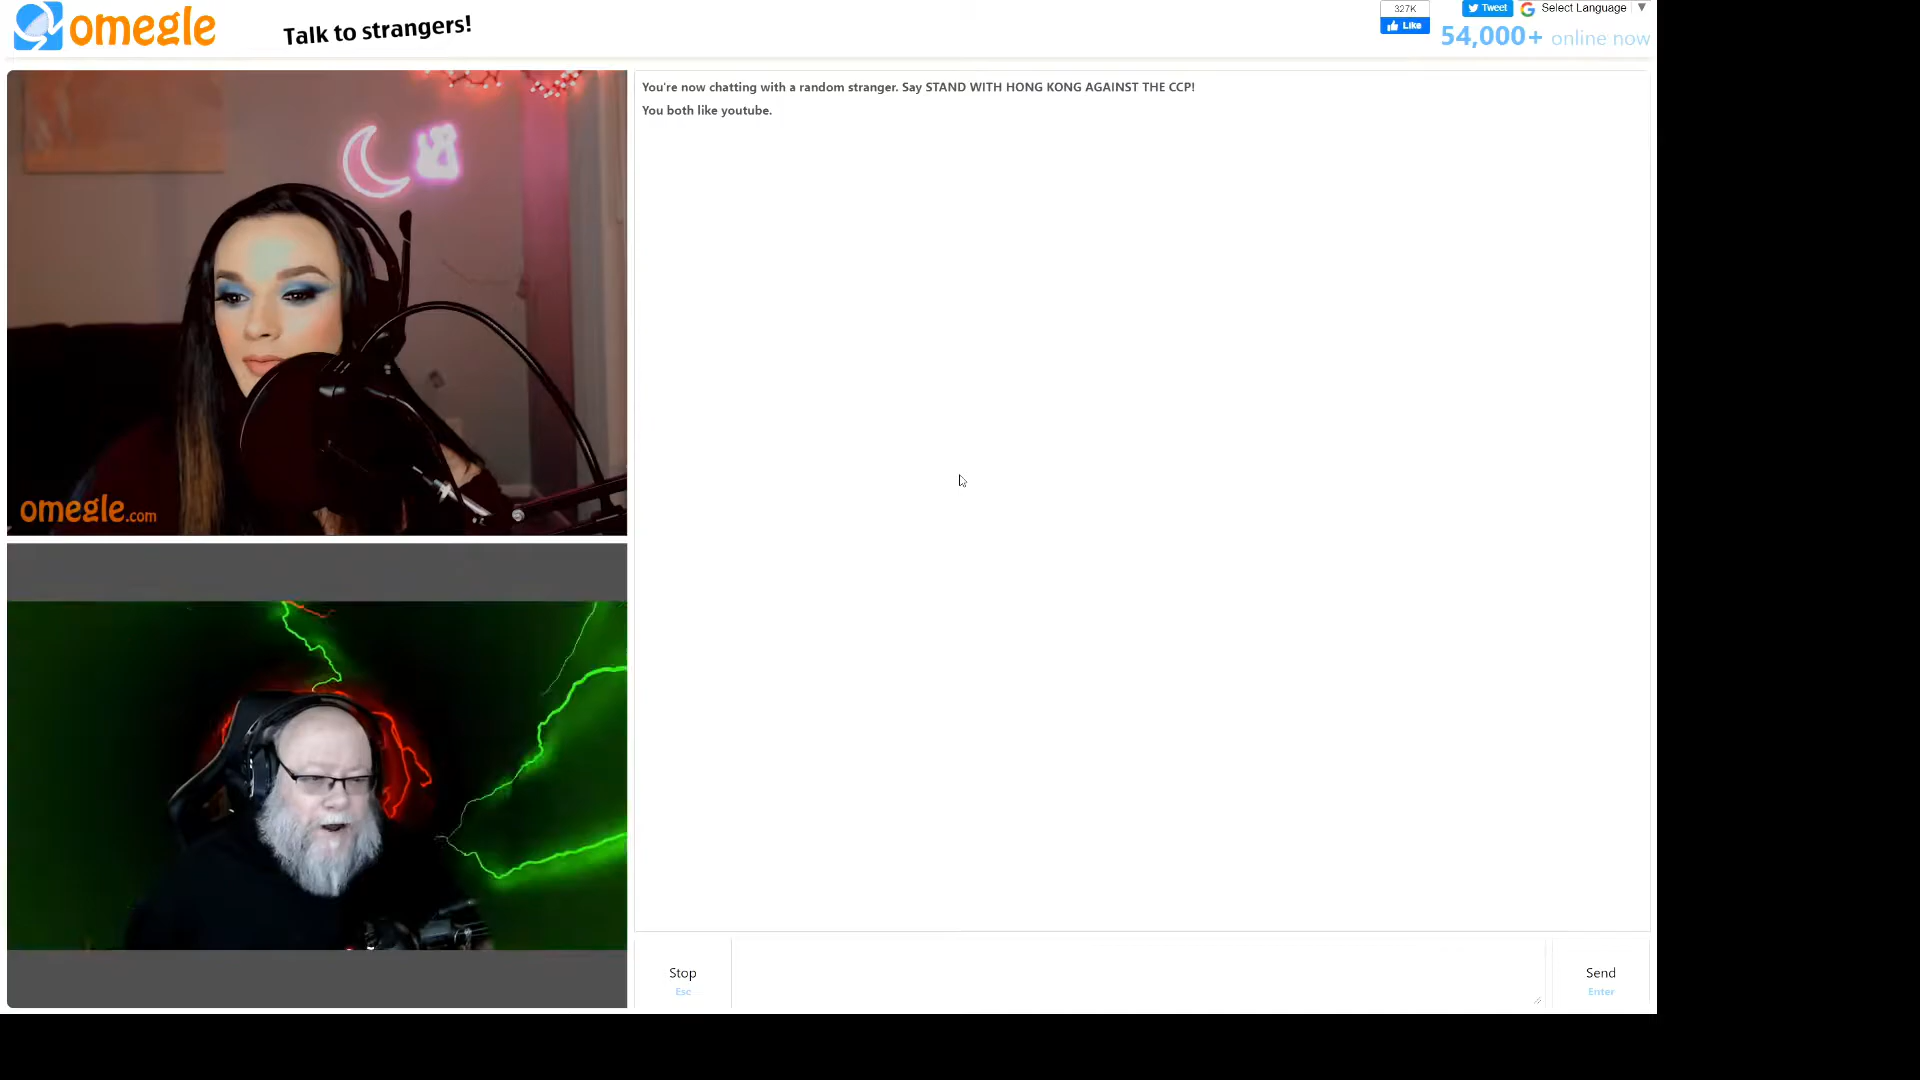 omegle
Talk to strangers!
327K
Like
Tweet
Select Language
54,000+ online now
You're now chatting with a random stranger. Say STAND WITH HONG KONG AGAINST THE CCP!
You both like youtube.
omegle.com
Stop
Esc
Send
Enter